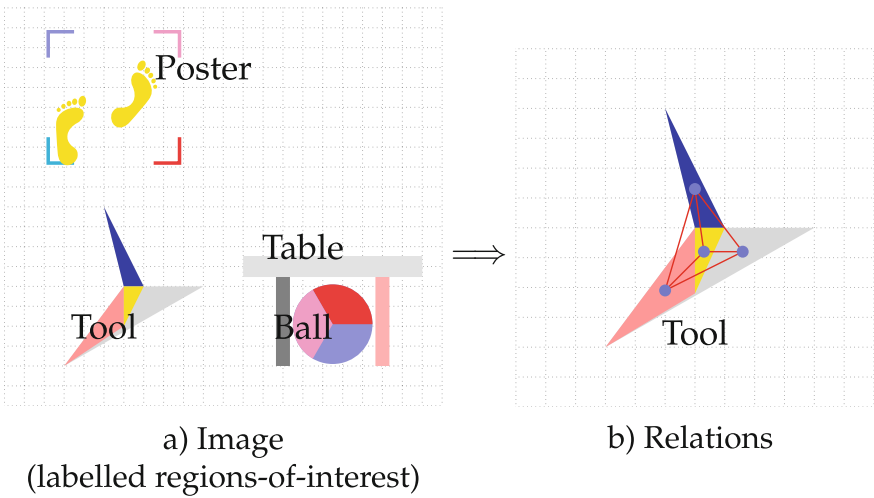 Poster
Table
Tool
Ball
Tool
a) Image
(labelled regions-of-interest)
b) Relations